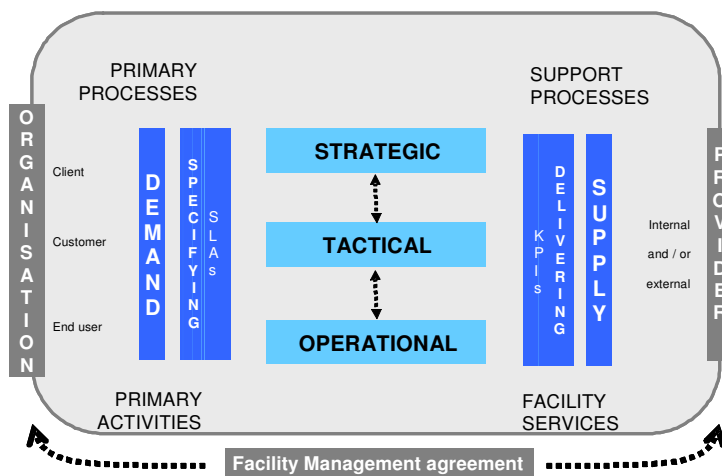 PRIMARY
PROCESSES
SUPPORT
PROCESSES
ORGANISATION
Client
Customer
End user
DEMAND
SPECIFYING
SLAs
STRATEGIC
TACTICAL
OPERATIONAL
KPIs
DELIVERING
SUPPLY
Internal
and / or
external
PROVIDER
PRIMARY
ACTIVITIES
FACILITY
SERVICES
Facility Management agreement